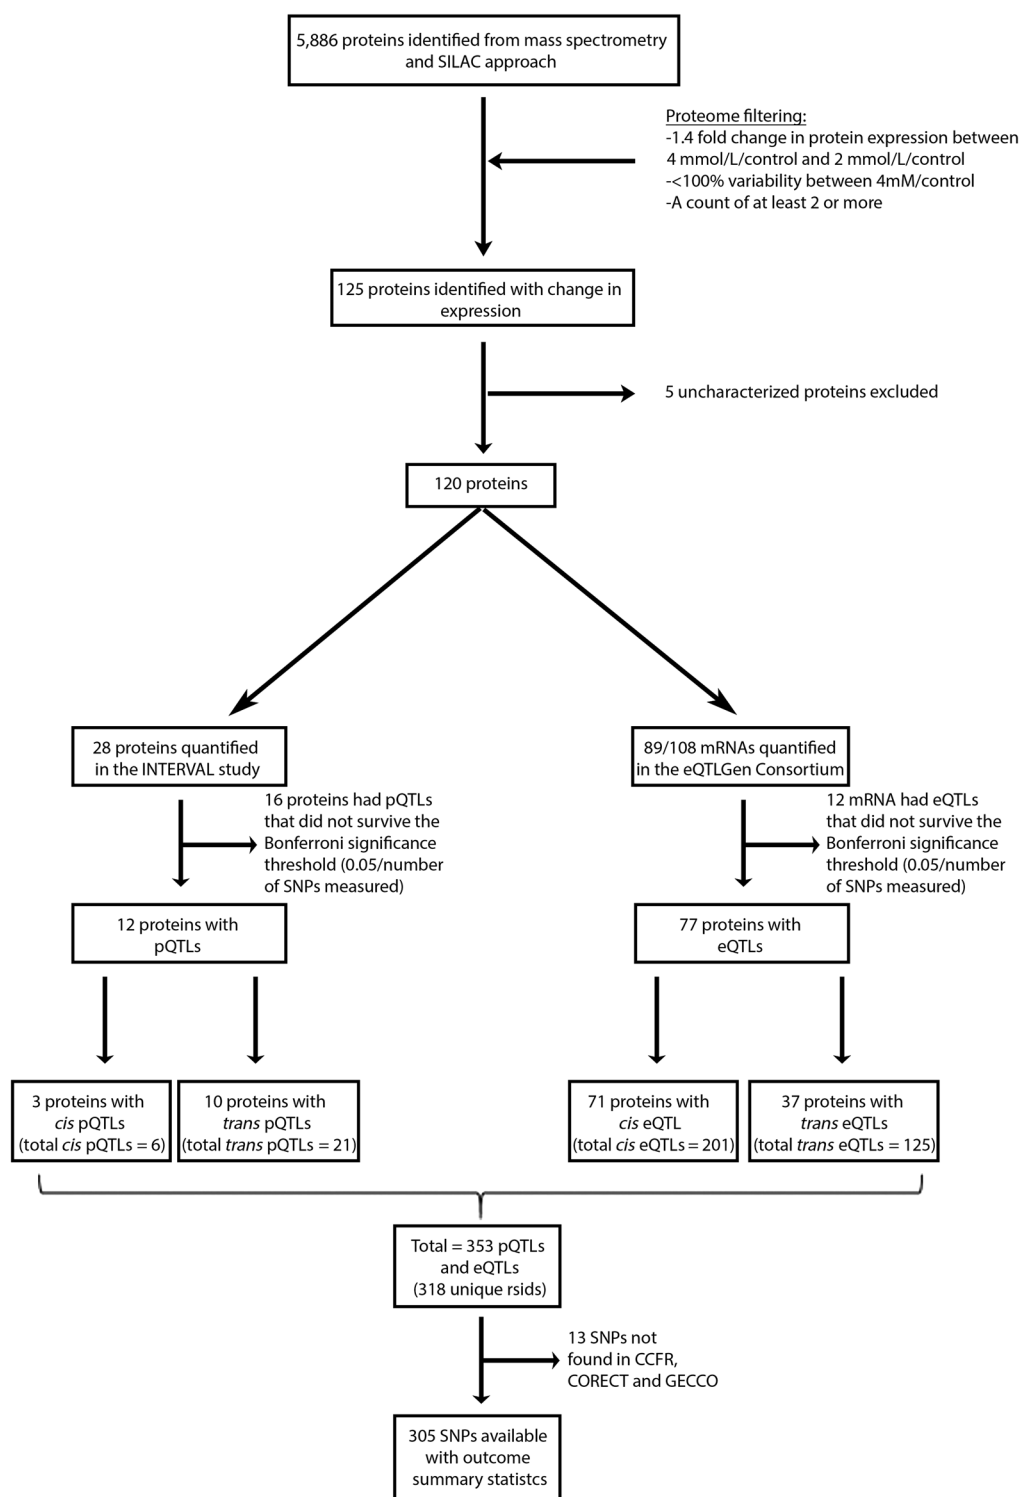 5,886 proteins identified from mass spectrometry
and SILAC approach
Proteome filtering:
-1.4 fold change in protein expression between
4 mmol/L/control and 2 mmol/L/control
-<100% variability between 4mM/control
-A count of at least 2 or more
125 proteins identified with change in
expression
5 uncharacterized proteins excluded
120 proteins
28 proteins quantified
in the INTERVAL study
89/108 mRNAs quantified
in the eQTLGen Consortium
16 proteins had pQTLs
that did not survive the
Bonferroni significance
threshold (0.05/number
of SNPs measured)
12 mRNA had eQTLs
that did not survive the
Bonferroni significance
threshold (0.05/number
of SNPs measured)
12 proteins with
pQTLs
77 proteins with
eQTLs
3 proteins with
cis pQTLs
(total cis pQTLs = 6)
10 proteins with
trans pQTLs
(total trans pQTLs = 21)
71 proteins with
cis eQTL
(total cis eQTLs = 201)
37 proteins with
trans eQTLs
(total trans eQTLs = 125)
Total = 353 pQTLs
and eQTLs
(318 unique rsids)
13 SNPs not
found in CCFR,
CORECT and GECCO
305 SNPs available
with outcome
summary statistcs